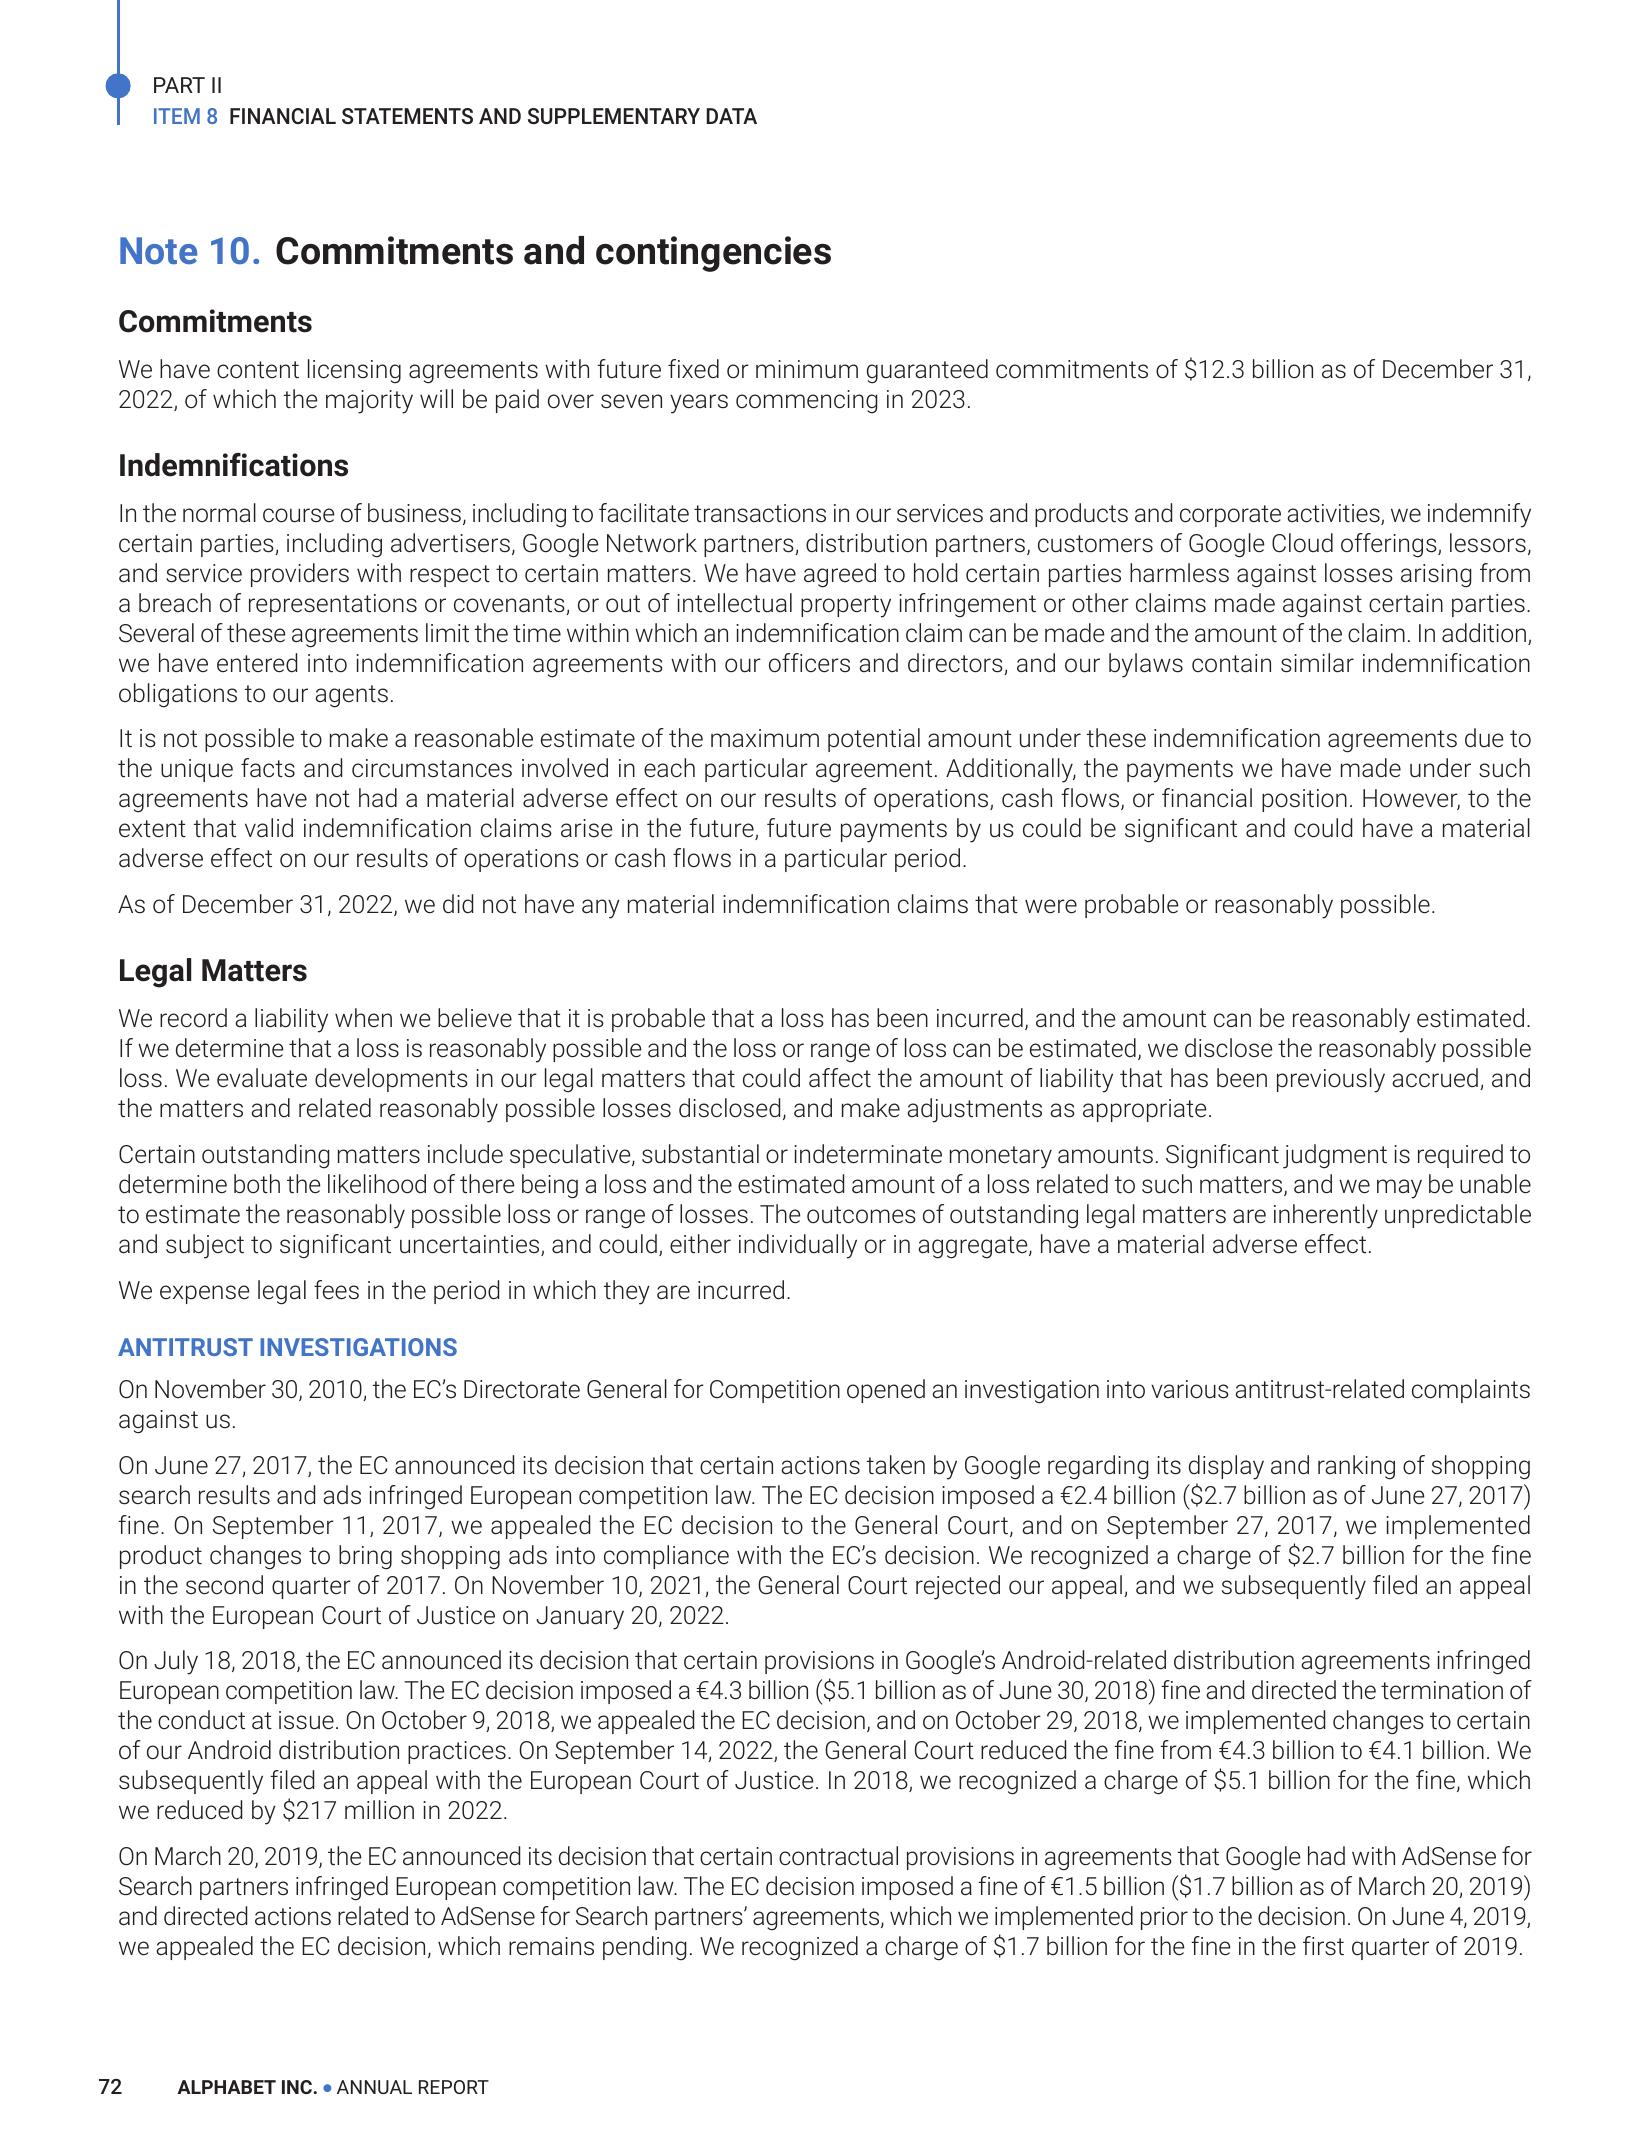 PART II
ITEM 8 FINANCIAL STATEMENTS AND SUPPLEMENTARY DATA
Note 10. Commitments and contingencies
Commitments
We have content licensing agreements with future fixed or minimum guaranteed commitments of $12.3 billion as of December 31,
2022, of which the majority will be paid over seven years commencing in 2023.
Indemnifications
In the normal course of business, including to facilitate transactions in our services and products and corporate activities, we indemnify
certain parties, including advertisers, Google Network partners, distribution partners, customers of Google Cloud offerings, lessors,
and service providers with respect to certain matters. We have agreed to hold certain parties harmless against losses arising from
a breach of representations or covenants, or out of intellectual property infringement or other claims made against certain parties.
Several of these agreements limit the time within which an indemnification claim can be made and the amount of the claim. In addition,
we have entered into indemnification agreements with our officers and directors, and our bylaws contain similar indemnification
obligations to our agents.
It is not possible to make a reasonable estimate of the maximum potential amount under these indemnification agreements due to
the unique facts and circumstances involved in each particular agreement. Additionally, the payments we have made under such
agreements have not had a material adverse effect on our results of operations, cash flows, or financial position. However, to the
extent that valid indemnification claims arise in the future, future payments by us could be significant and could have a material
adverse effect on our results of operations or cash flows in a particular period.
As of December 31, 2022, we did not have any material indemnification claims that were probable or reasonably possible.
Legal Matters
We record a liability when we believe that it is probable that a loss has been incurred, and the amount can be reasonably estimated.
If we determine that a loss is reasonably possible and the loss or range of loss can be estimated, we disclose the reasonably possible
loss. We evaluate developments in our legal matters that could affect the amount of liability that has been previously accrued, and
the matters and related reasonably possible losses disclosed, and make adjustments as appropriate.
Certain outstanding matters include speculative, substantial or indeterminate monetary amounts. Significant judgment is required to
determine both the likelihood of there being a loss and the estimated amount of a loss related to such matters, and we may be unable
to estimate the reasonably possible loss or range of losses. The outcomes of outstanding legal matters are inherently unpredictable
and subject to significant uncertainties, and could, either individually or in aggregate, have a material adverse effect.
We expense legal fees in the period in which they are incurred.
ANTITRUST INVESTIGATIONS
On November 30, 2010, the EC’s Directorate General for Competition opened an investigation into various antitrust-related complaints
against us.
On June 27, 2017, the EC announced its decision that certain actions taken by Google regarding its display and ranking of shopping
search results and ads infringed European competition law. The EC decision imposed a €2.4 billion ($2.7 billion as of June 27, 2017)
fine. On September 11, 2017, we appealed the EC decision to the General Court, and on September 27, 2017, we implemented
product changes to bring shopping ads into compliance with the EC’s decision. We recognized a charge of $2.7 billion for the fine
in the second quarter of 2017. On November 10, 2021, the General Court rejected our appeal, and we subsequently filed an appeal
with the European Court of Justice on January 20, 2022.
On July 18, 2018, the EC announced its decision that certain provisions in Google’s Android-related distribution agreements infringed
European competition law. The EC decision imposed a €4.3 billion ($5.1 billion as of June 30, 2018) fine and directed the termination of
the conduct at issue. On October 9, 2018, we appealed the EC decision, and on October 29, 2018, we implemented changes to certain
of our Android distribution practices. On September 14, 2022, the General Court reduced the fine from €4.3 billion to €4.1 billion. We
subsequently filed an appeal with the European Court of Justice. In 2018, we recognized a charge of $5.1 billion for the fine, which
we reduced by $217 million in 2022.
On March 20, 2019, the EC announced its decision that certain contractual provisions in agreements that Google had with AdSense for
Search partners infringed European competition law. The EC decision imposed a fine of €1.5 billion ($1.7 billion as of March 20, 2019)
and directed actions related to AdSense for Search partners’ agreements, which we implemented prior to the decision. On June 4, 2019,
we appealed the EC decision, which remains pending. We recognized a charge of $1.7 billion for the fine in the first quarter of 2019.
72 ALPHABET INC. • ANNUAL REPORT